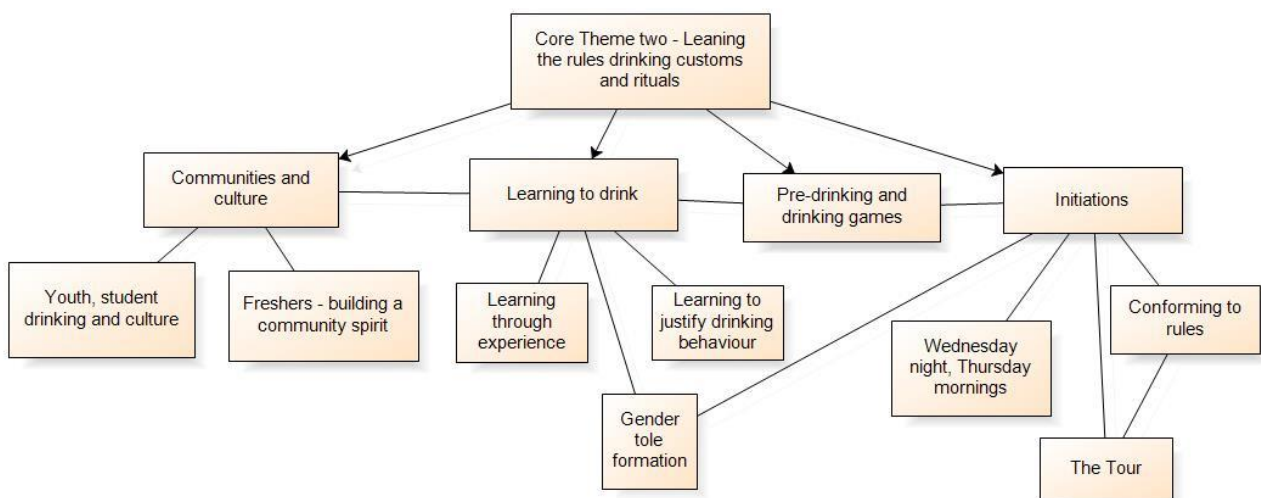 Core Theme two - Leaning
the rules drinking customs
and rituals
Communities and
culture
Learning to drink
Pre-drinking and
drinking games
Initiations
Youth, student
drinking and culture
Freshers - building a
community spirit
Learning
through
experience
Learning to
justify drinking
behaviour
Gender
tole
formation
Wednesday
night, Thursday
mornings
Conforming to
rules
The Tour